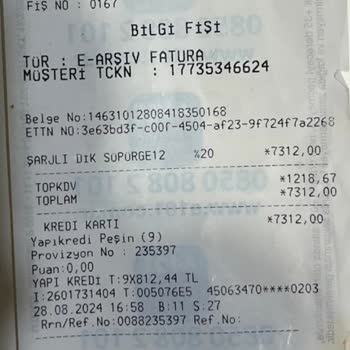 FİŞ NO : 0167
BİLGİ FİŞİ
TÜR : E-ARŞİV FATURA
MÜŞTERİ TCKN : 17735346624
Belge No:14631012808418350168
ETTN NO:3e63bd3f-c00f-4504-af23-9f724f7a2268
ŞARJLI DİK SÜPÜRGE12 %20 *7312,00
TOPKDV *1218,67
TOPLAM *7312,00
KREDİ KARTI *7312,00
Yapıkredi Peşin (9)
Provizyon No : 235397
Puan:0,00
YAPI KREDİ T:9X812,44 TL
I:2601731404 T:005076E5 45063470****0203
28.08.2024 16:58 B:11 S:27
Rrn/Ref.No:0088235397 Ref.No: